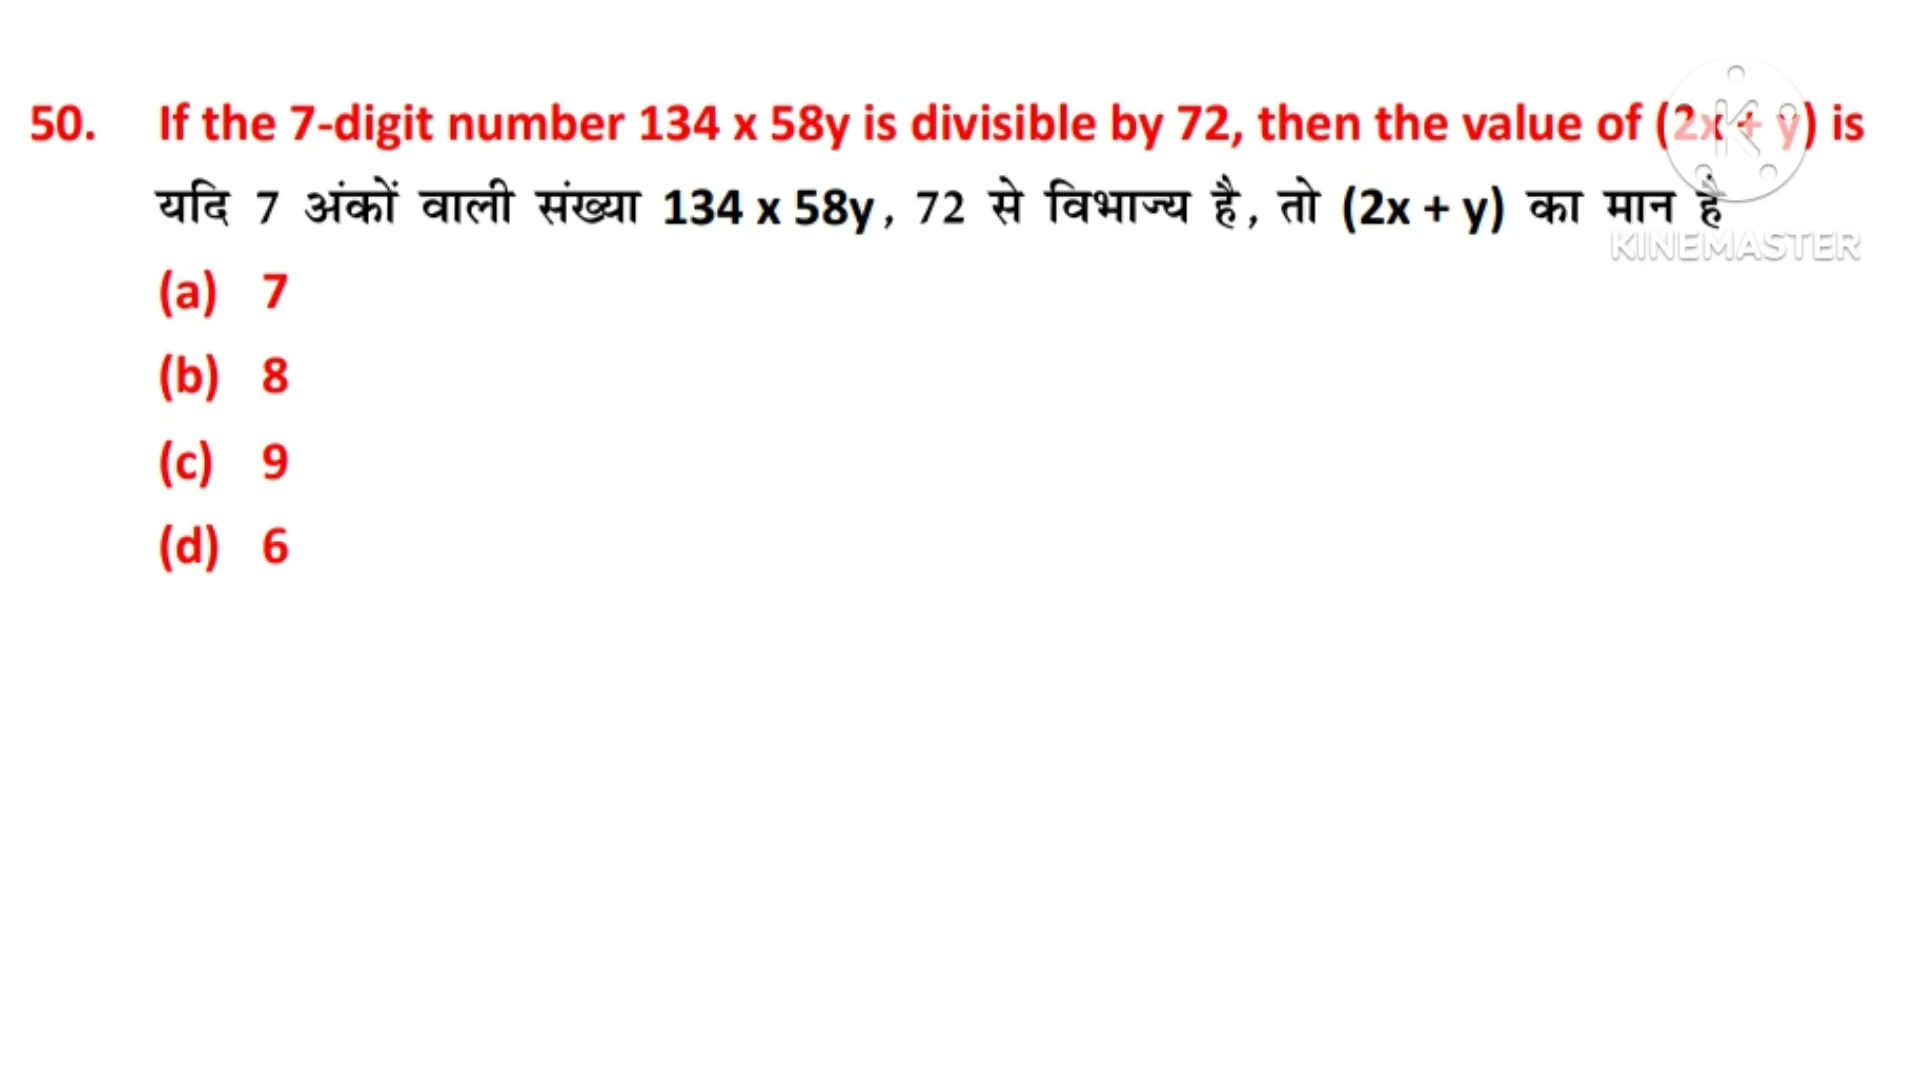 50. If the 7-digit number 134 x 58y is divisible by 72, then the value of (2x + y) is
यदि 7 अंकों वाली संख्या 134 x 58y, 72 से विभाज्य है, तो (2x + y) का मान है
KINEMASTER
(a) 7
(b) 8
(c) 9
(d) 6